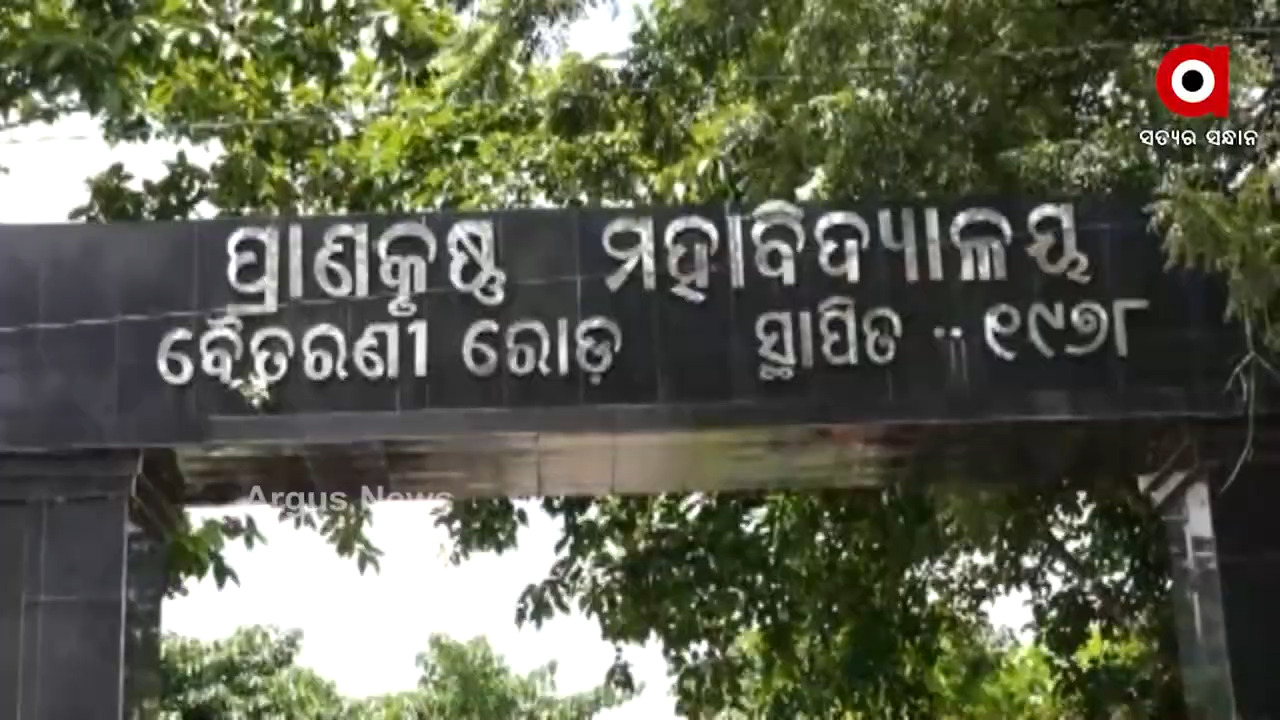 ସତ୍ୟର ସନ୍ଧାନ
ପ୍ରାଣକୃଷ୍ଣ ମହାବିଦ୍ୟାଳୟ
ବୈତରଣୀ ରୋଡ଼ ସ୍ଥାପିତ ·· ୧୯୭୮
Argus News